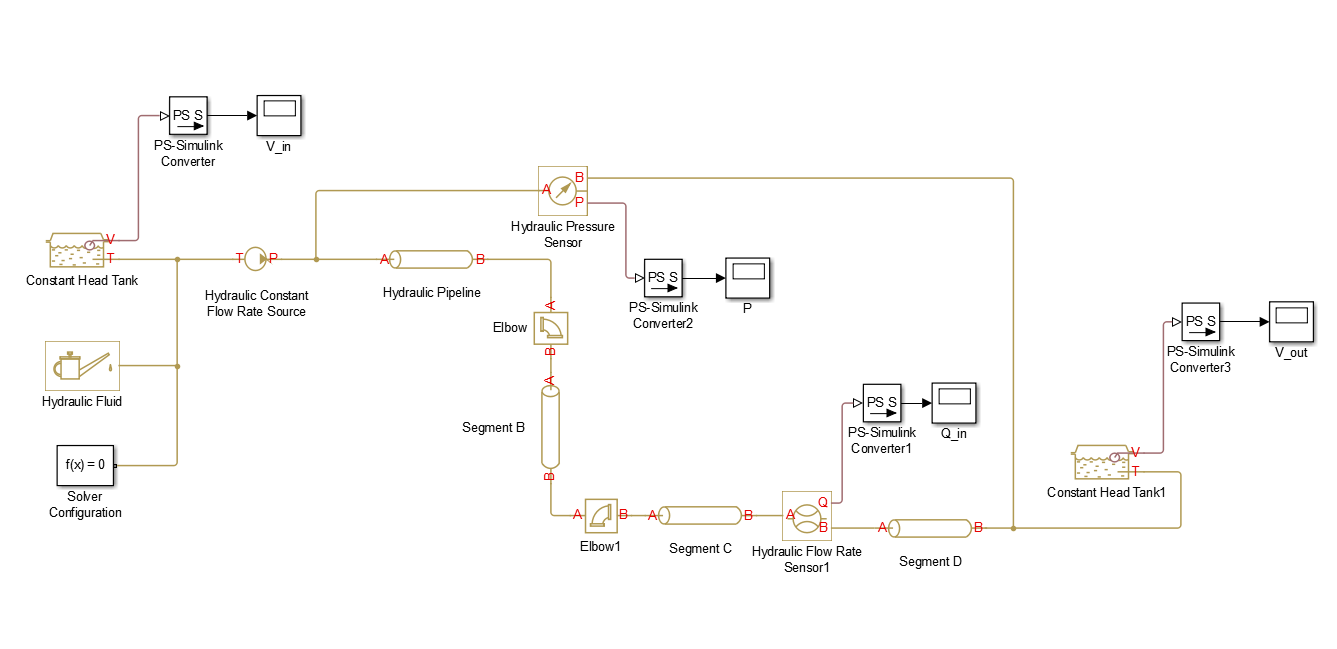 PS S
PS-Simulink
Converter
V_in
V
T
Constant Head Tank
T
P
Hydraulic Constant
Flow Rate Source
A
B
P
Hydraulic Pressure
Sensor
A
B
Hydraulic Pipeline
PS S
PS-Simulink
Converter2
P
A
Elbow
B
Hydraulic Fluid
f(x) = 0
Solver
Configuration
A
Segment B
B
A
B
Elbow1
A
B
Segment C
PS S
PS-Simulink
Converter1
Q_in
Q
A
B
Hydraulic Flow Rate
Sensor1
A
B
Segment D
PS S
PS-Simulink
Converter3
V_out
V
T
Constant Head Tank1